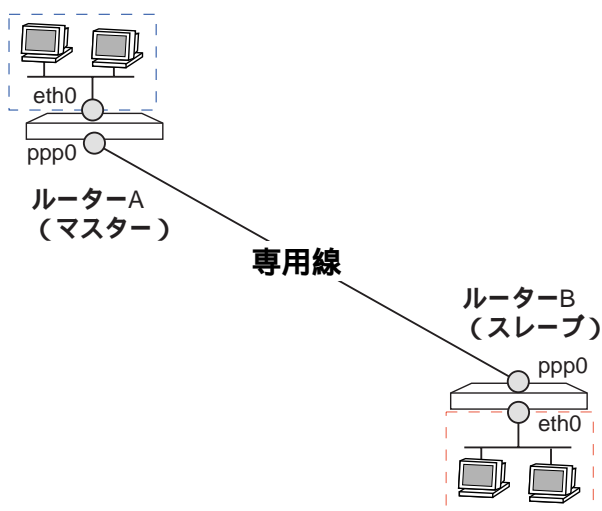 eth0
ppp0
ルーターA
（マスター）
専用線
ルーターB
（スレーブ）
ppp0
eth0